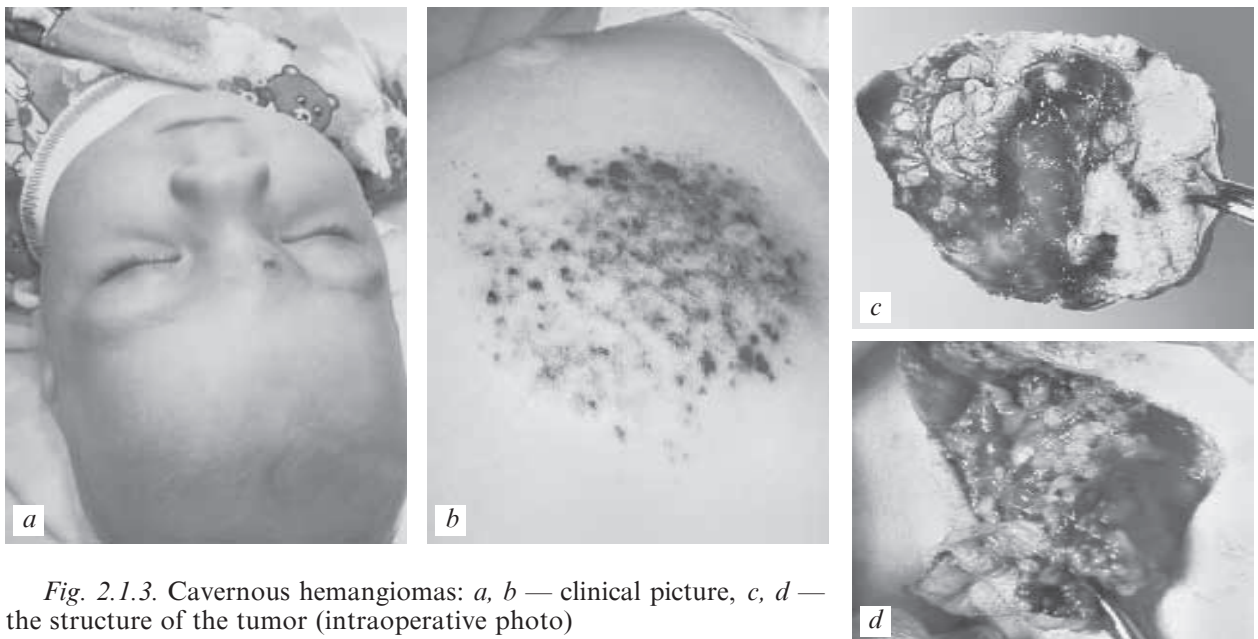 a
b
c
d
Fig. 2.1.3. Cavernous hemangiomas: a, b — clinical picture, c, d —
the structure of the tumor (intraoperative photo)